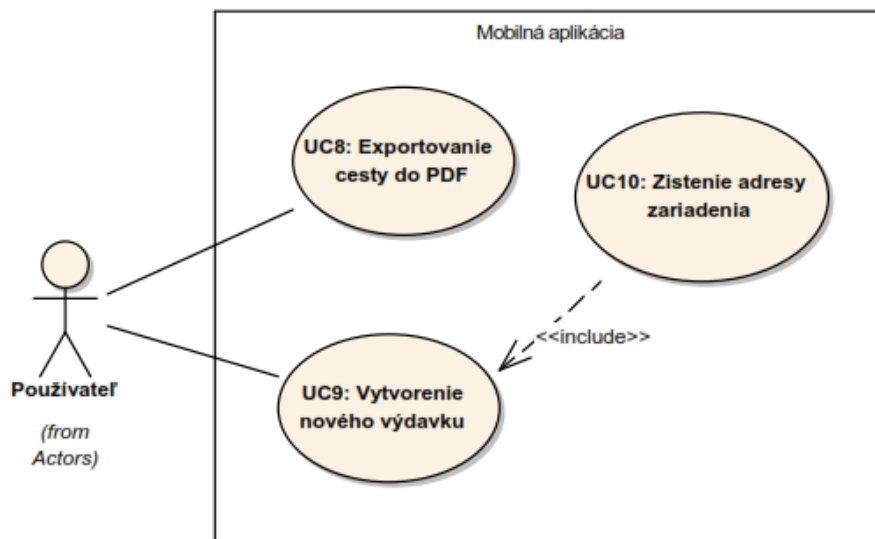 Mobilná aplikácia
UC8: Exportovanie
cesty do PDF
UC10: Zistenie adresy
zariadenia
<<include>>
UC9: Vytvorenie
nového výdavku
Používateľ
(from
Actors)